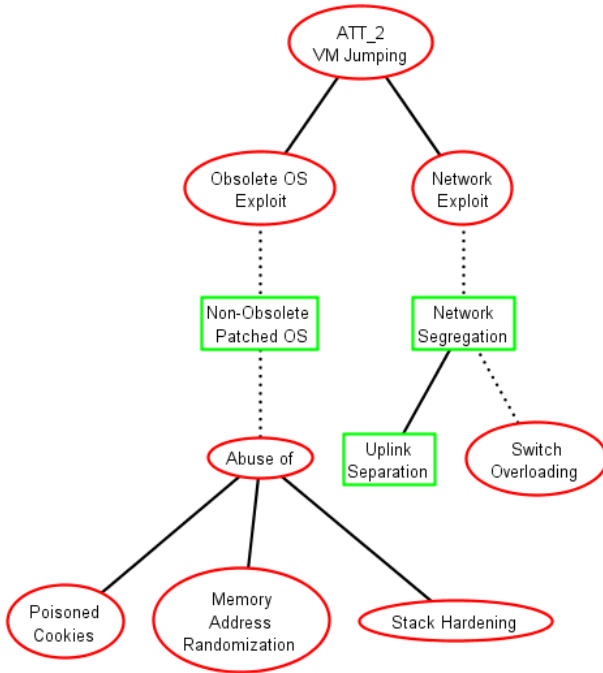 ATT_2
VM Jumping
Obsolete OS
Exploit
Network
Exploit
Non-Obsolete
Patched OS
Network
Segregation
Abuse of
Uplink
Separation
Switch
Overloading
Poisoned
Cookies
Memory
Address
Randomization
Stack Hardening